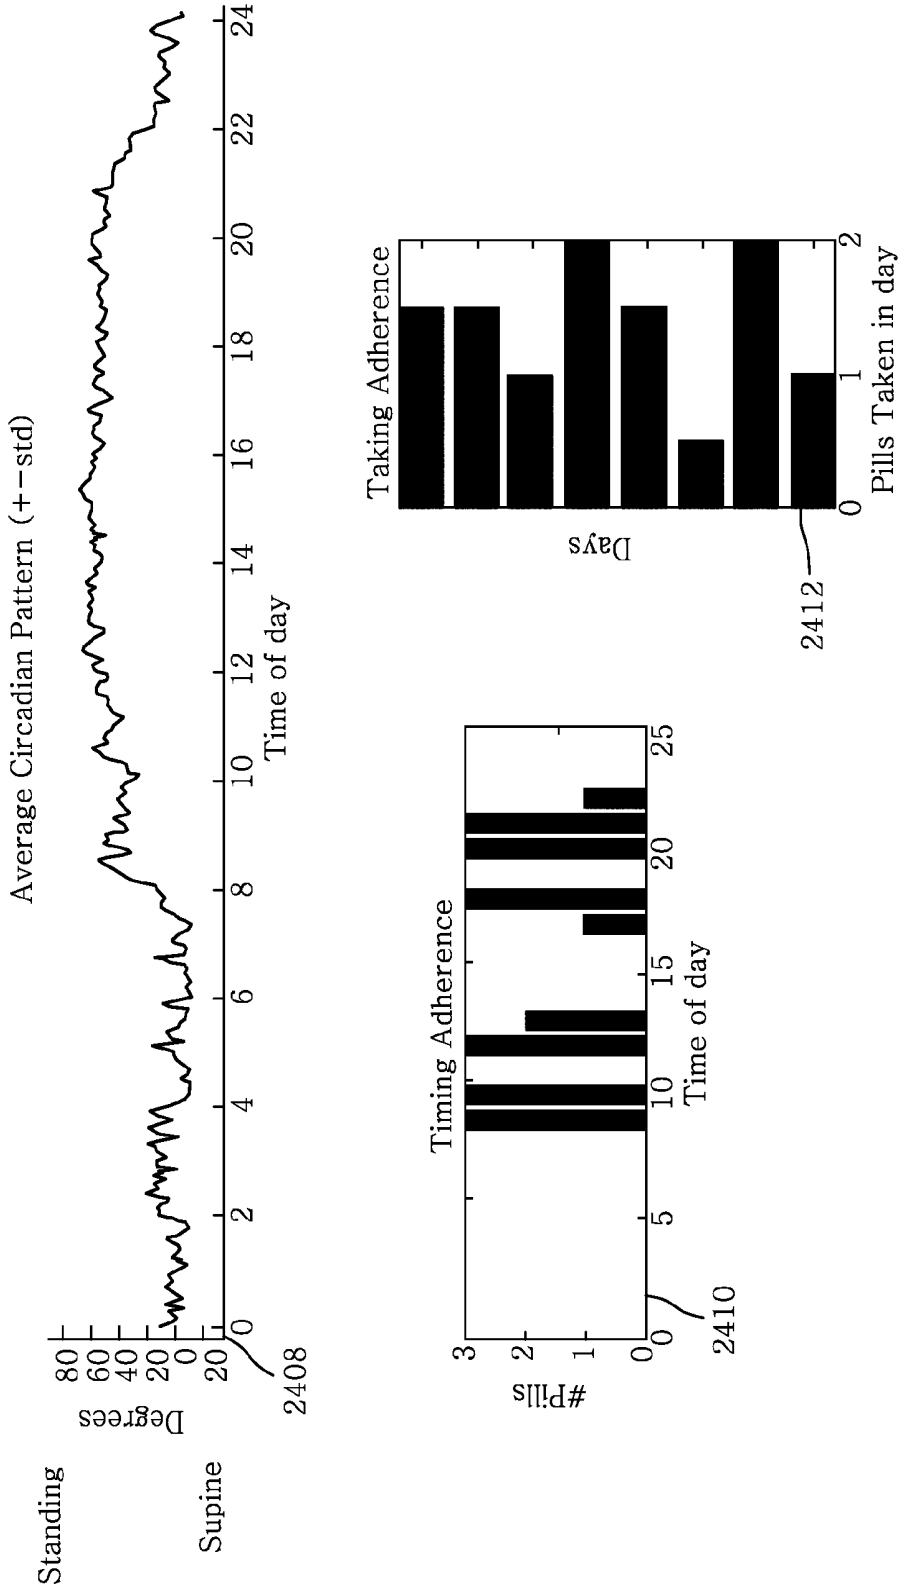 Average Circadian Pattern (+−std)
Standing
Degrees
80
60
40
20
0
20
Supine
2408
0 2 4 6 8 10 12 14 16 18 20 22 24
Time of day
Timing Adherence
#Pills
3
2
1
0
0 5 10 15 20 25
Time of day
2410
Taking Adherence
Days
0 1 2
Pills Taken in day
2412